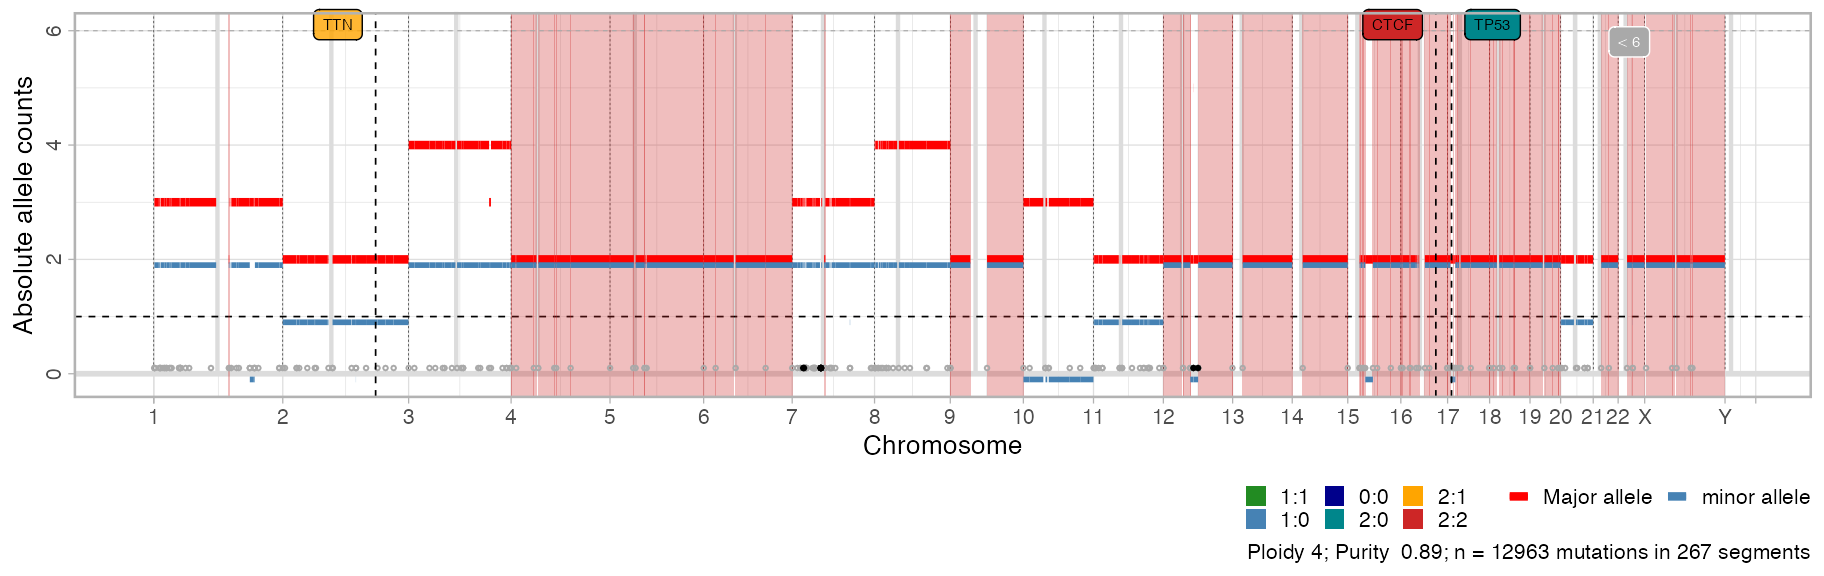 TTN
CTCF
TP53
< 6
6
4
2
0
Absolute allele counts
1 2 3 4 5 6 7 8 9 10 11 12 13 14 15 16 17 18 19 20 21 22 X Y
Chromosome
1:1 0:0 2:1 Major allele minor allele
1:0 2:0 2:2
Ploidy 4; Purity 0.89; n = 12963 mutations in 267 segments